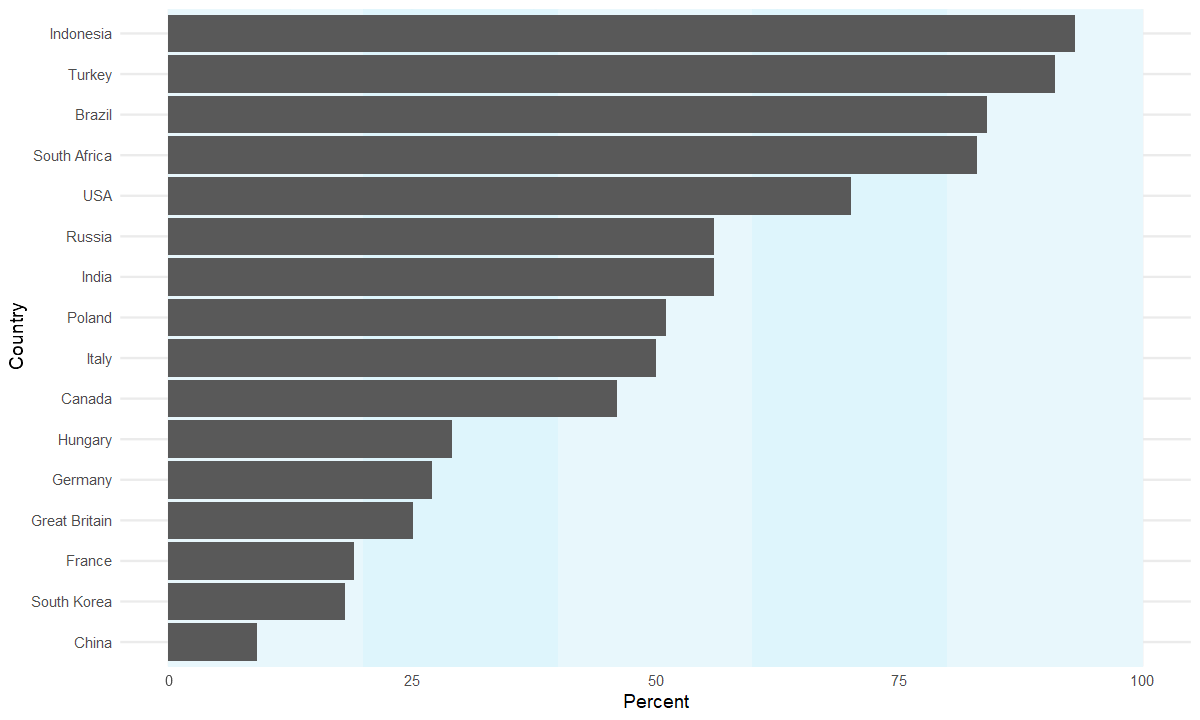 Indonesia
Turkey
Brazil
South Africa
USA
Russia
India
Poland
Italy
Canada
Hungary
Germany
Great Britain
France
South Korea
China
Country
0 25 50 75 100
Percent